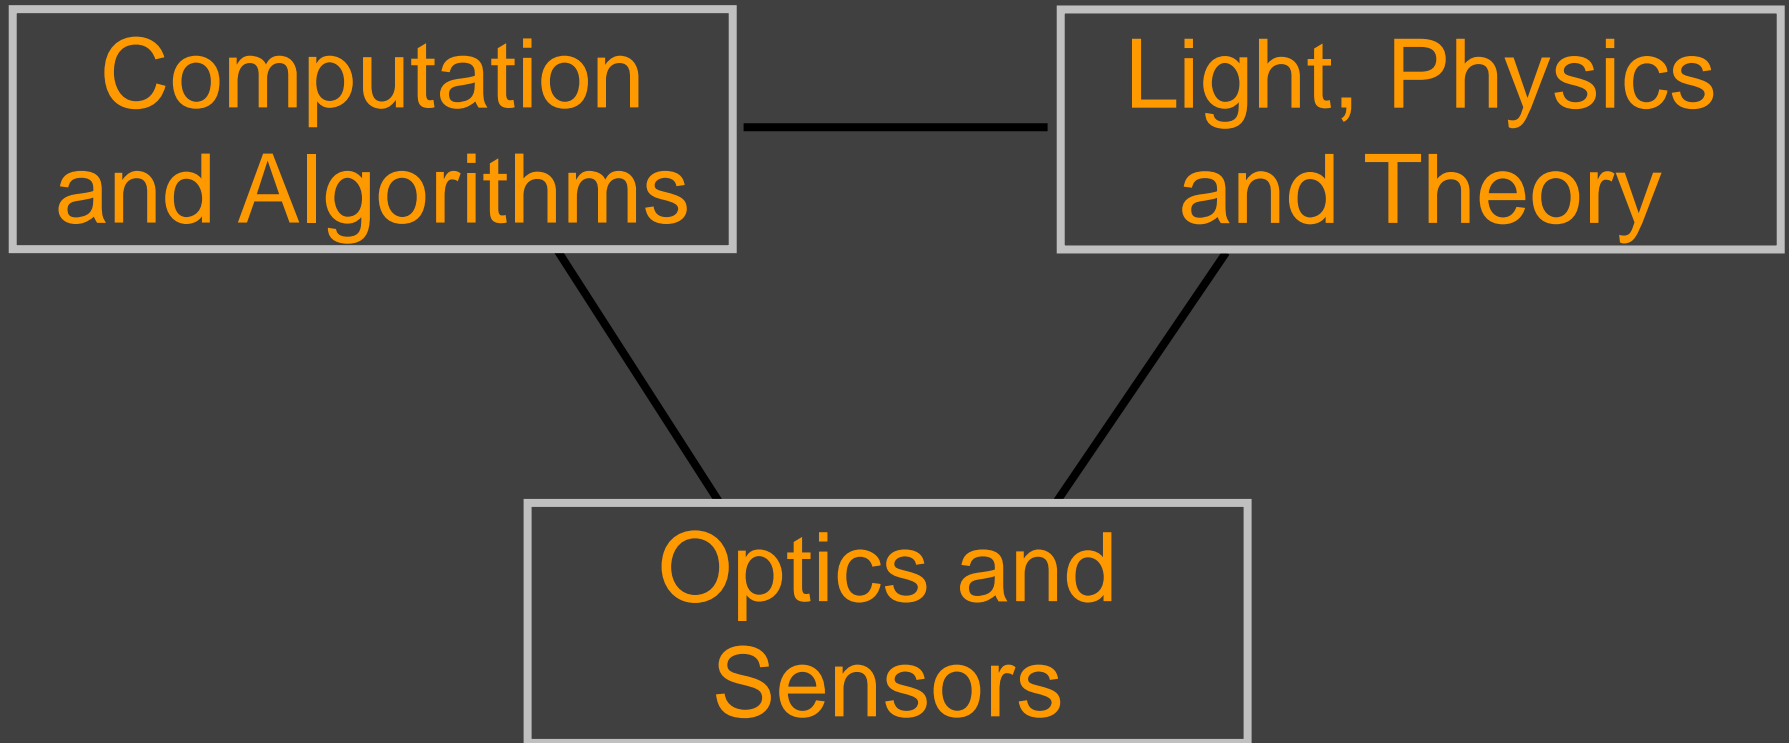 Computation
and Algorithms
Light, Physics
and Theory
Optics and
Sensors